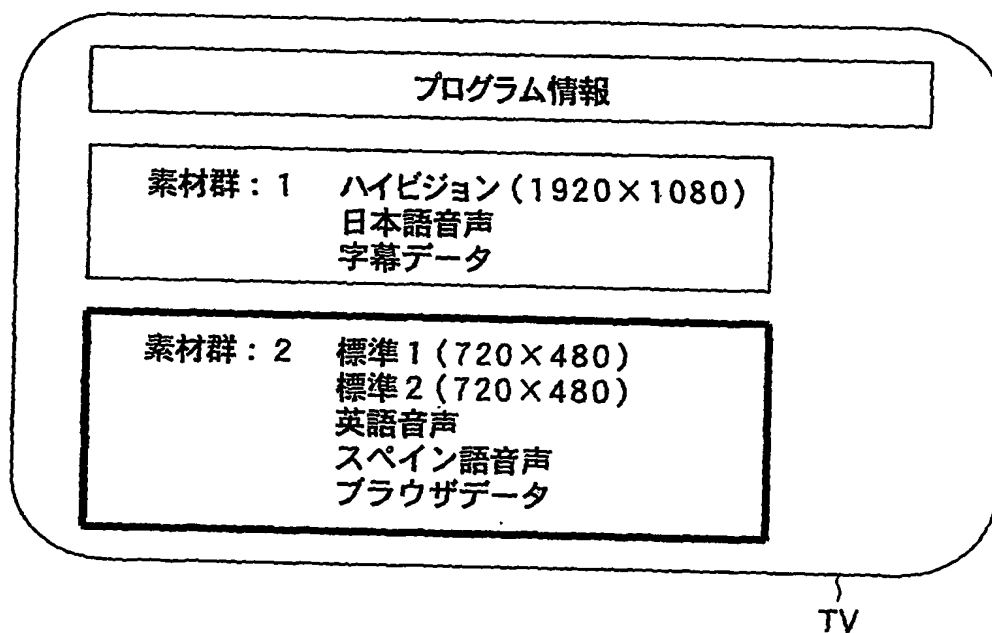 プログラム情報
素材群：1 ハイビジョン（1920×1080）
日本語音声
字幕データ
素材群：2 標準1（720×480）
標準2（720×480）
英語音声
スペイン語音声
ブラウザデータ
TV